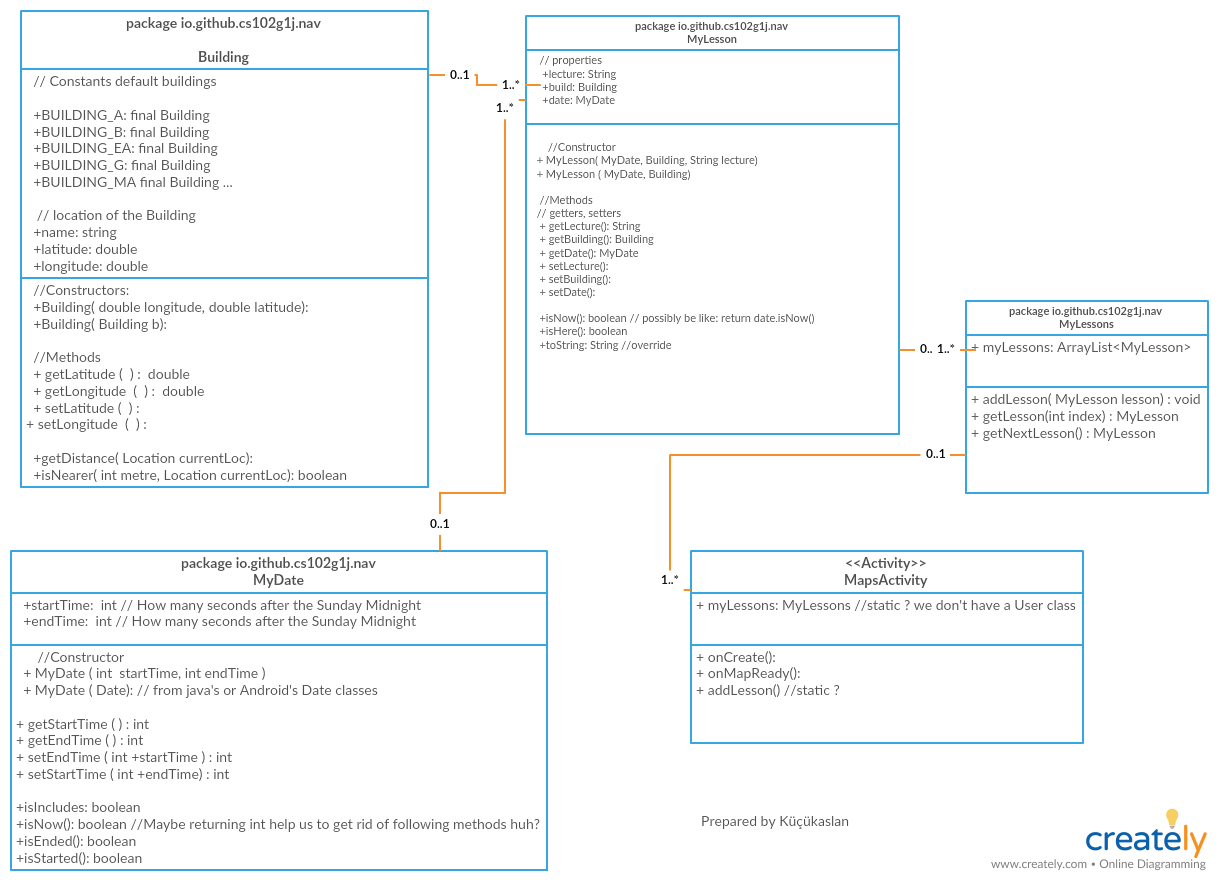 package io.github.cs102g1j.nav
Building
// Constants default buildings
+BUILDING_A: final Building
+BUILDING_B: final Building
+BUILDING_EA: final Building
+BUILDING_G: final Building
+BUILDING_MA final Building ...
// location of the Building
+name: string
+latitude: double
+longitude: double
//Constructors:
+Building( double longitude, double latitude):
+Building( Building b):
//Methods
+ getLatitude ( ) : double
+ getLongitude ( ) : double
+ setLatitude ( ) :
+ setLongitude ( ) :
+getDistance( Location currentLoc):
+isNearer( int metre, Location currentLoc): boolean
0..1
1..*
1..*
package io.github.cs102g1j.nav
MyLesson
// properties
+lecture: String
+build: Building
+date: MyDate
//Constructor
+ MyLesson( MyDate, Building, String lecture)
+ MyLesson ( MyDate, Building)
//Methods
// getters, setters
+ getLecture(): String
+ getBuilding(): Building
+ getDate(): MyDate
+ setLecture():
+ setBuilding():
+ setDate():
+isNow(): boolean // possibly be like: return date.isNow()
+isHere(): boolean
+toString: String //override
0.. 1..*
package io.github.cs102g1j.nav
MyLessons
+ myLessons: ArrayList<MyLesson>
+ addLesson( MyLesson lesson) : void
+ getLesson(int index) : MyLesson
+ getNextLesson() : MyLesson
0..1
0..1
1..*
package io.github.cs102g1j.nav
MyDate
+startTime: int // How many seconds after the Sunday Midnight
+endTime: int // How many seconds after the Sunday Midnight
//Constructor
+ MyDate ( int startTime, int endTime )
+ MyDate ( Date): // from java's or Android's Date classes
+ getStartTime ( ) : int
+ getEndTime ( ) : int
+ setEndTime ( int +startTime ) : int
+ setStartTime ( int +endTime) : int
+isIncludes: boolean
+isNow(): boolean //Maybe returning int help us to get rid of following methods huh?
+isEnded(): boolean
+isStarted(): boolean
<<Activity>>
MapsActivity
+ myLessons: MyLessons //static ? we don't have a User class
+ onCreate():
+ onMapReady():
+ addLesson() //static ?
Prepared by Küçükaslan
creately
www.creately.com • Online Diagramming